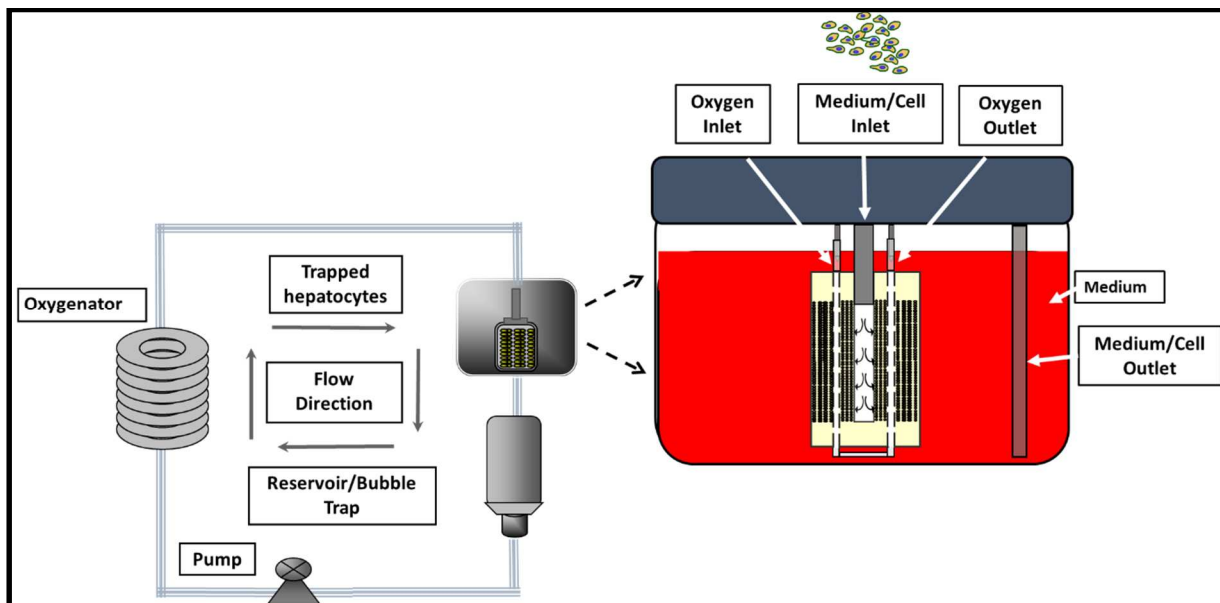 Oxygen
Inlet
Medium/Cell
Inlet
Oxygen
Outlet
Trapped
hepatocytes
Oxygenator
Medium
Flow
Direction
Medium/Cell
Outlet
Reservoir/Bubble
Trap
Pump